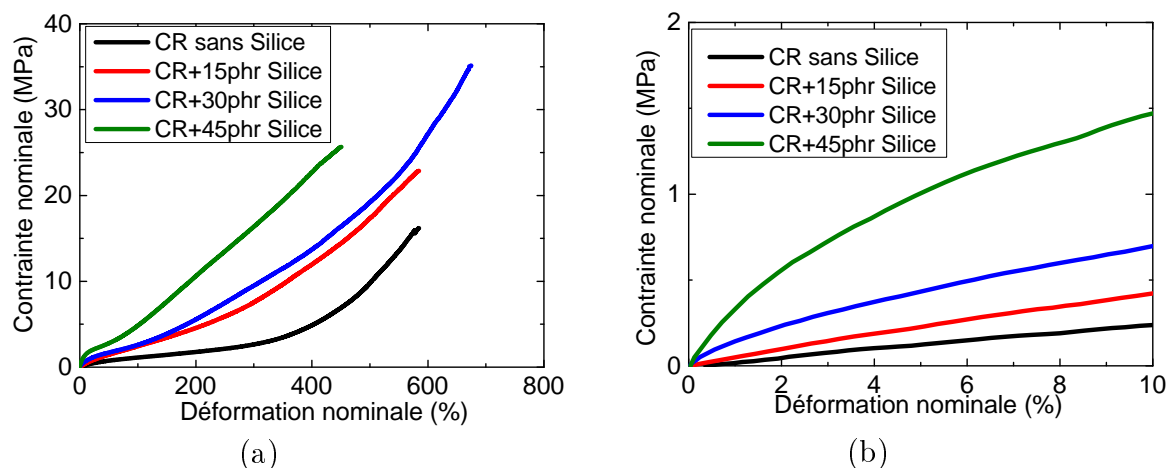 40
30
20
10
0
0 200 400 600 800
Contrainte nominale (MPa)
Déformation nominale (%)
CR sans Silice
CR+15phr Silice
CR+30phr Silice
CR+45phr Silice
(a)
2
1
0
0 2 4 6 8 10
Contrainte nominale (MPa)
Déformation nominale (%)
CR sans Silice
CR+15phr Silice
CR+30phr Silice
CR+45phr Silice
(b)